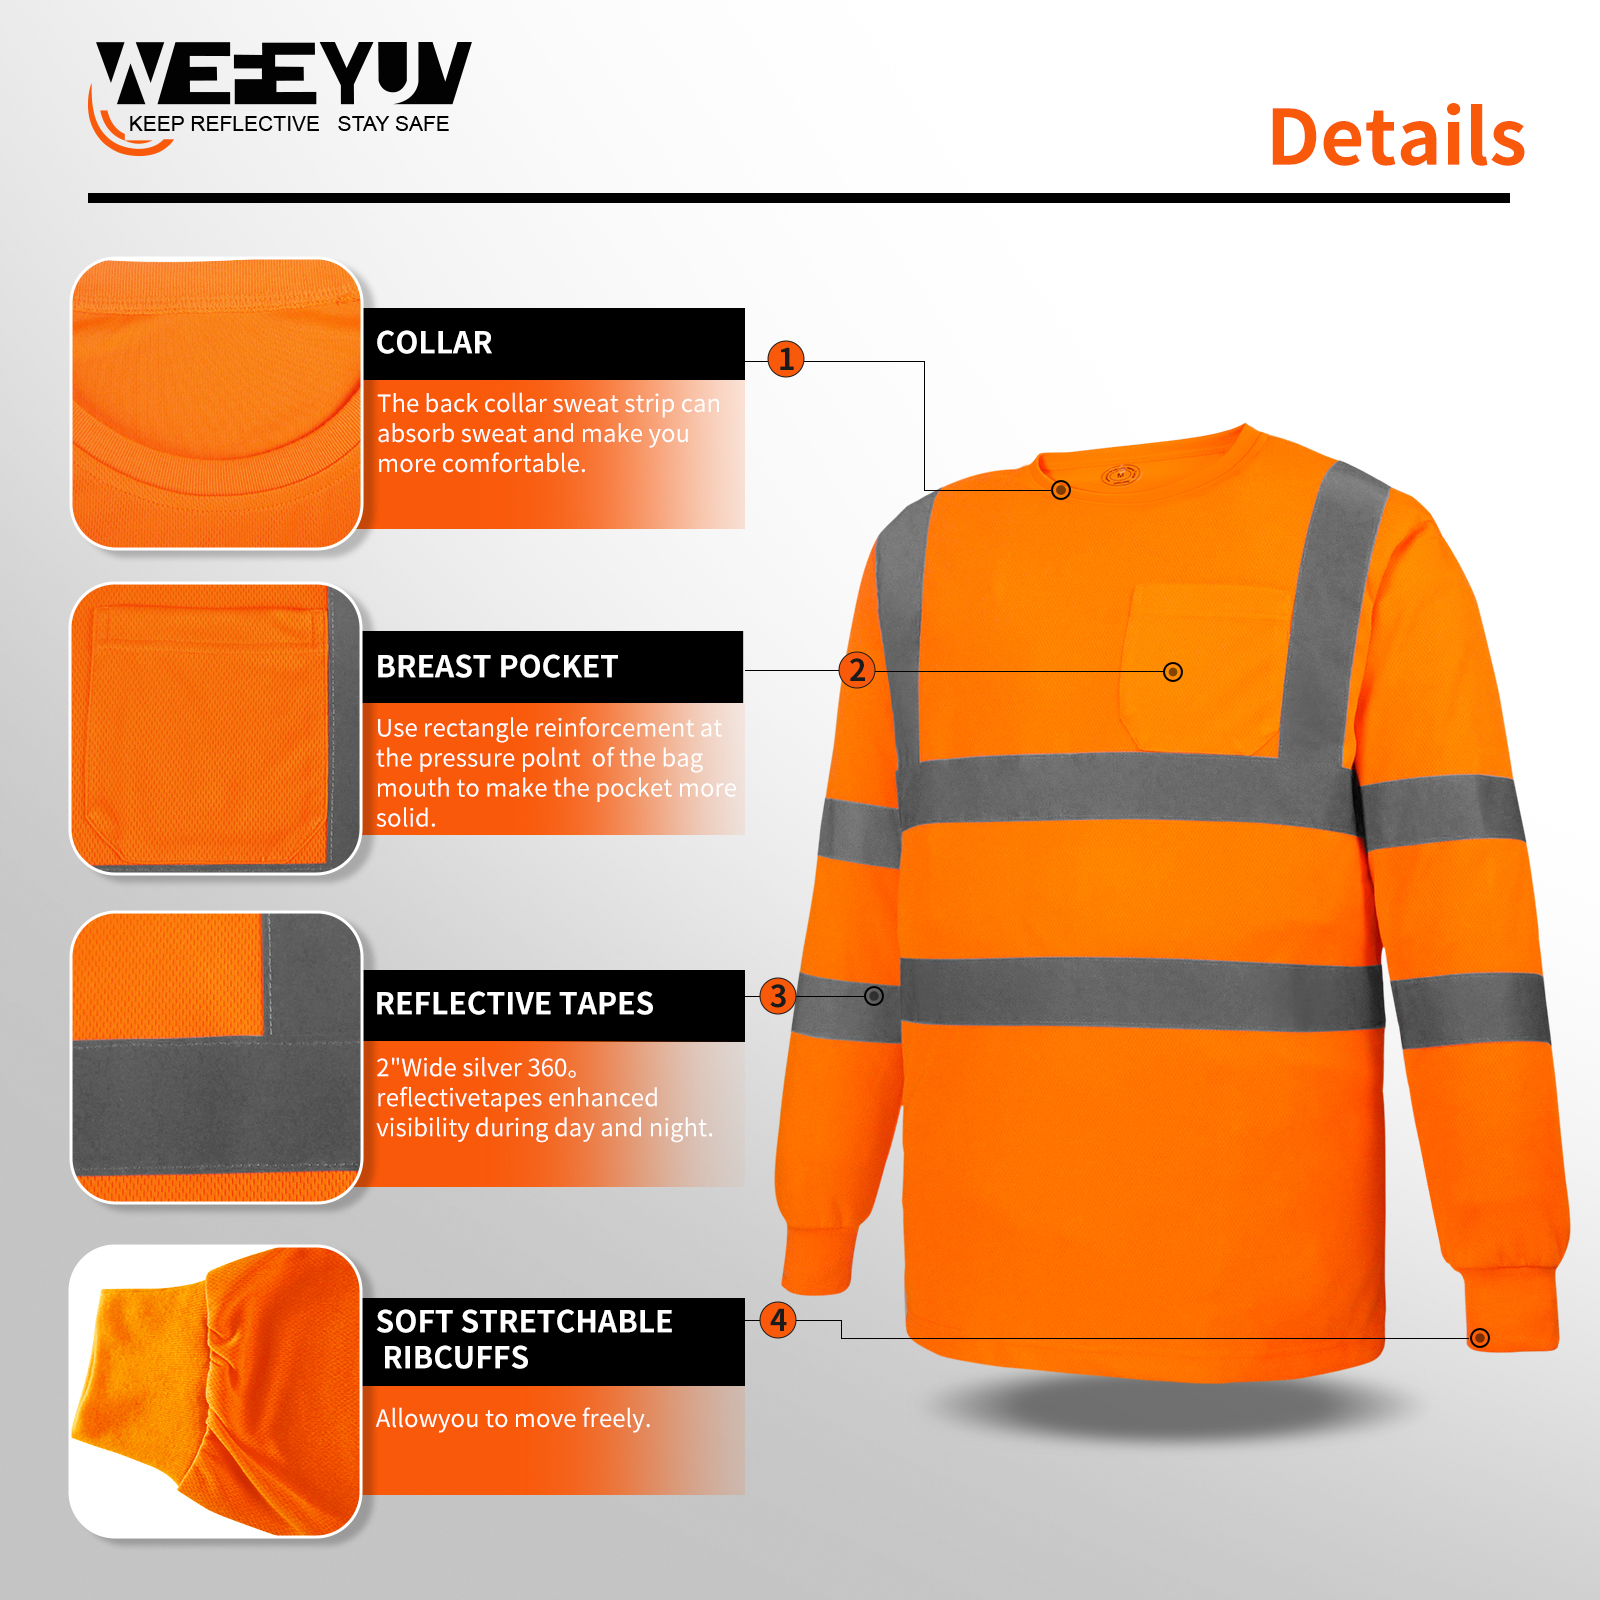 WEFEYUV
KEEP REFLECTIVE STAY SAFE
Details
COLLAR
The back collar sweat strip can
absorb sweat and make you
more comfortable.
1
BREAST POCKET
Use rectangle reinforcement at
the pressure polnt of the bag
mouth to make the pocket more
solid.
2
REFLECTIVE TAPES
2"Wide silver 360。
reflectivetapes enhanced
visibility during day and night.
3
SOFT STRETCHABLE
RIBCUFFS
Allowyou to move freely.
4
M